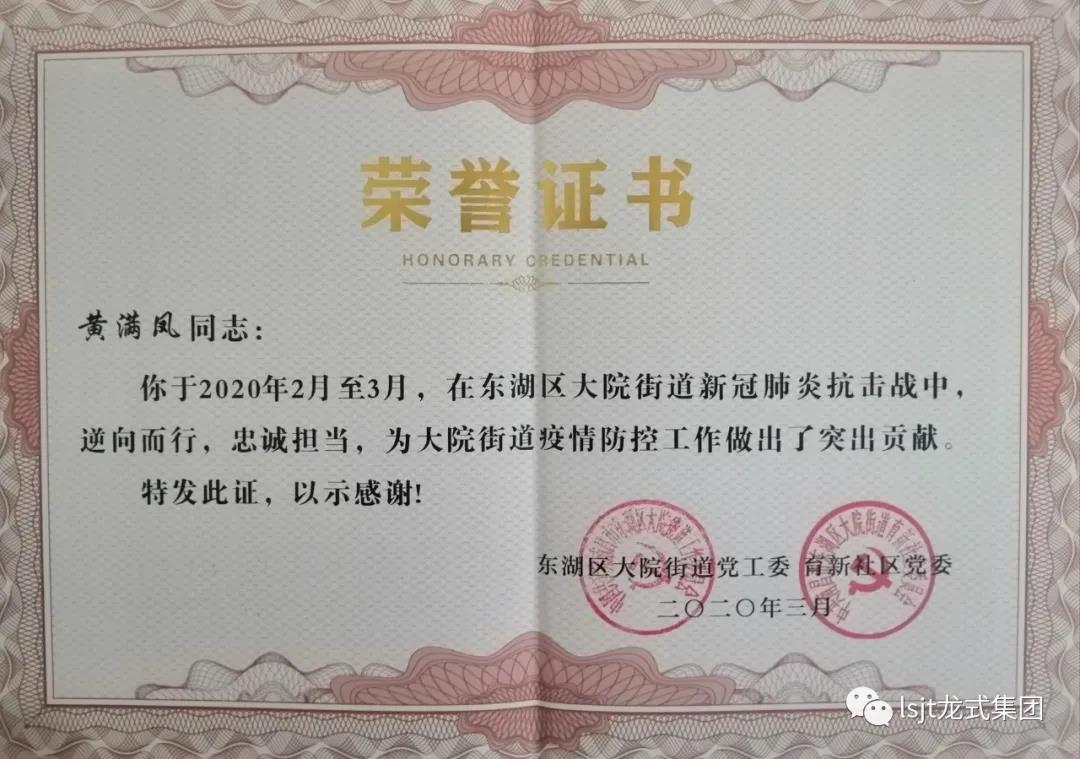 荣誉证书
HONORARY CREDENTIAL
黄满凤同志：
你于2020年2月至3月，在东湖区大院街道新冠肺炎抗击战中，
逆向而行，忠诚担当，为大院街道疫情防控工作做出了突出贡献。
特发此证，以示感谢！
东湖区大院街道党工委 育新社区党委
二〇二〇年三月
lsjt龙式集团